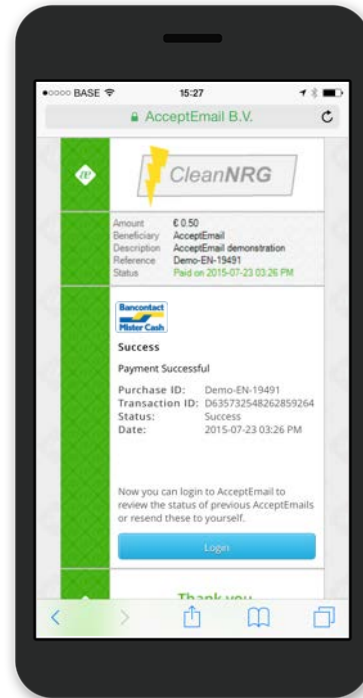 BASE 15:27
AcceptEmail B.V.
CleanNRG
Amount € 0.50
Beneficiary AcceptEmail
Description AcceptEmail demonstration
Reference Demo-EN-19491
Status Paid on 2015-07-23 03:26 PM
Bancontact
Mister Cash
Success
Payment Successful
Purchase ID: Demo-EN-19491
Transaction ID: D635732548262859264
Status: Success
Date: 2015-07-23 03:26 PM
Now you can login to AcceptEmail to
review the status of previous AcceptEmails
or resend these to yourself.
Login
Thank you